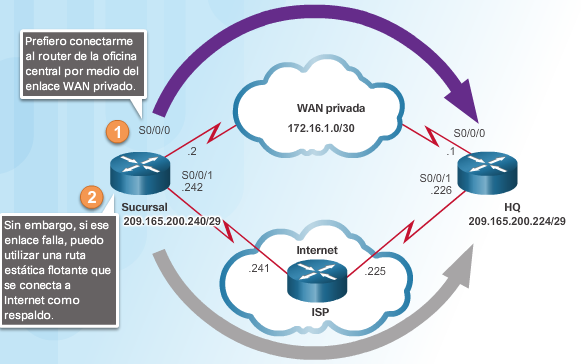 Prefiero conectarme
al router de la oficina
central por medio del
enlace WAN privado.
1
S0/0/0
WAN privada
172.16.1.0/30
S0/0/0
.2
.1
S0/0/1
.242
S0/0/1
.226
2
Sucursal
209.165.200.240/29
HQ
209.165.200.224/29
Sin embargo, si ese
enlace falla, puedo
utilizar una ruta
estática flotante que
se conecta a
Internet como
respaldo.
Internet
.241
.225
ISP